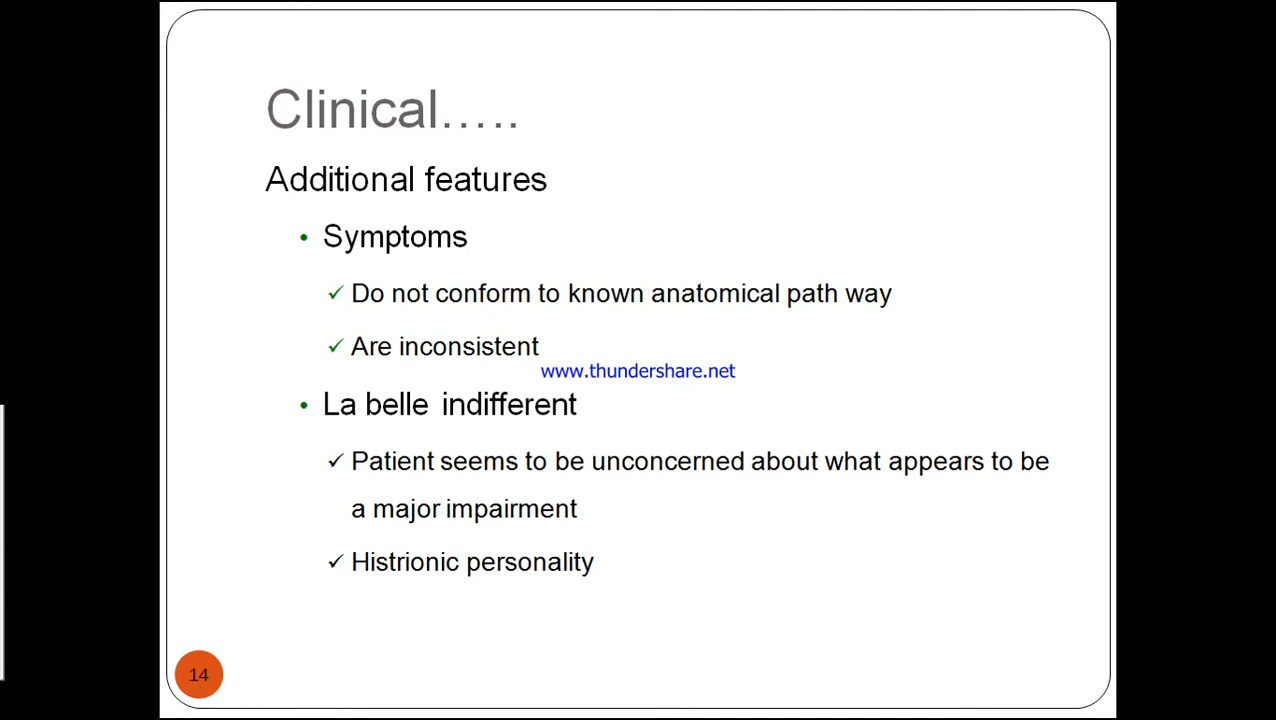 Clinical…..
Additional features
• Symptoms
✓ Do not conform to known anatomical path way
✓ Are inconsistent
www.thundershare.net
• La belle indifferent
✓ Patient seems to be unconcerned about what appears to be
a major impairment
✓ Histrionic personality
14